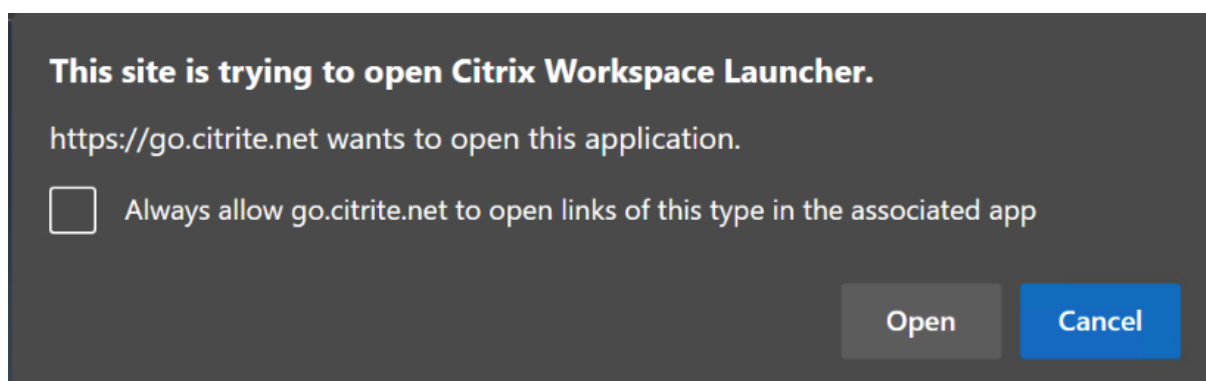 This site is trying to open Citrix Workspace Launcher.
https://go.citrite.net wants to open this application.
Always allow go.citrite.net to open links of this type in the associated app
Open Cancel